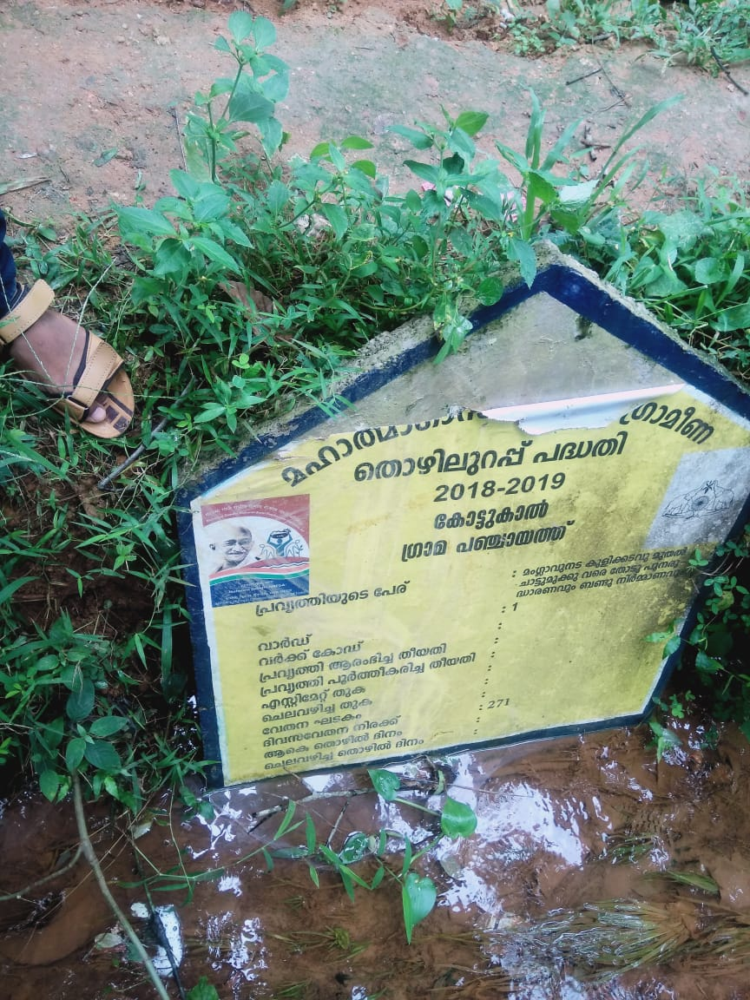 മഹാത്മാഗാ ഗ്രാമീണ
തൊഴിലുറപ്പ് പദ്ധതി
2018-2019
കോട്ടുകാൽ
ഗ്രാമ പഞ്ചായത്ത്
പ്രവൃത്തിയുടെ പേര് : മംഗ്ലാവുനട കുളിക്കടവു മുതൽ
ചാട്ടുമുക്കു വരെ തോട്ടു പുനരു
ദ്ധാരണവും ബണ്ടു നിർമ്മാണവും
വാർഡ് : 1
വർക്ക് കോഡ് :
പ്രവൃത്തി ആരംഭിച്ച തീയതി :
പ്രവൃത്തി പൂർത്തീകരിച്ച തീയതി :
എസ്റ്റിമേറ്റ് തുക :
ചെലവഴിച്ച തുക :
വേതന ഘടകം :
ദിവസവേതന നിരക്ക് : 271
ആകെ തൊഴിൽ ദിനം :
ചെലവഴിച്ച തൊഴിൽ ദിനം :